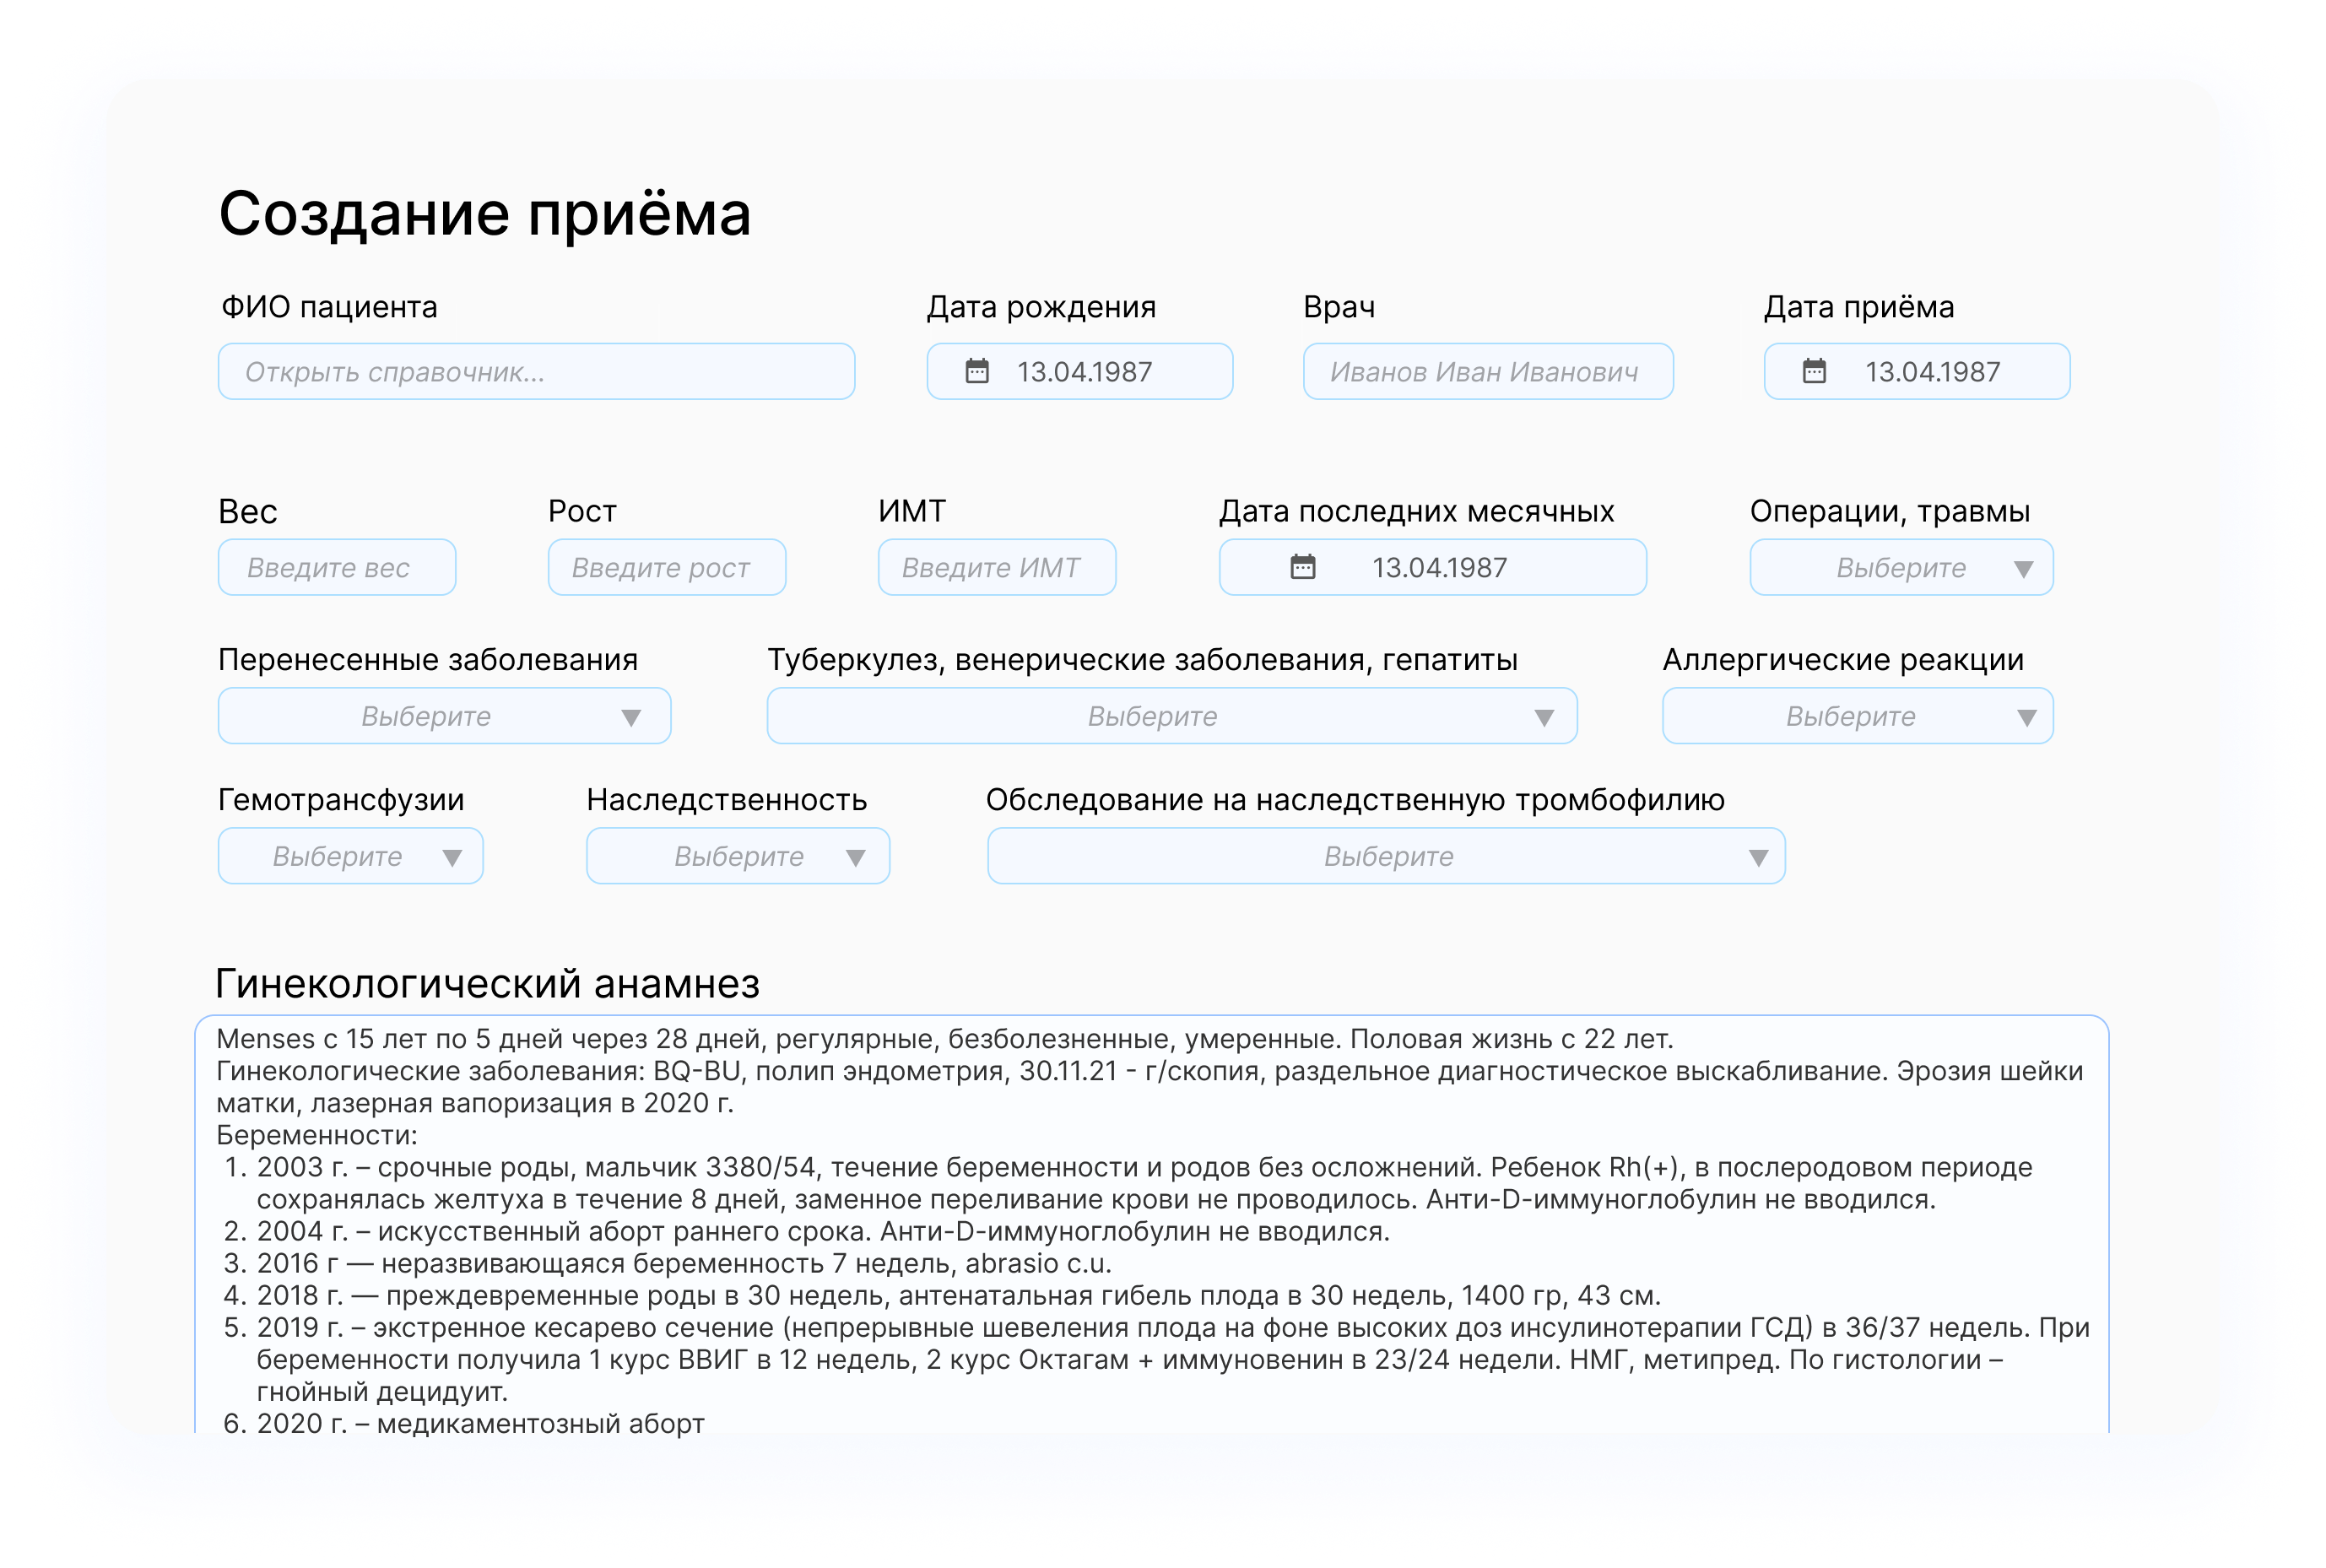 Создание приёма
ФИО пациента Дата рождения Врач Дата приёма
Открыть справочник... 13.04.1987 Иванов Иван Иванович 13.04.1987
Вес Рост ИМТ Дата последних месячных Операции, травмы
Введите вес Введите рост Введите ИМТ 13.04.1987 Выберите
Перенесенные заболевания Туберкулез, венерические заболевания, гепатиты Аллергические реакции
Выберите Выберите Выберите
Гемотрансфузии Наследственность Обследование на наследственную тромбофилию
Выберите Выберите Выберите
Гинекологический анамнез
Menses с 15 лет по 5 дней через 28 дней, регулярные, безболезненные, умеренные. Половая жизнь с 22 лет.
Гинекологические заболевания: BQ-BU, полип эндометрия, 30.11.21 - г/скопия, раздельное диагностическое выскабливание. Эрозия шейки
матки, лазерная вапоризация в 2020 г.
Беременности:
1. 2003 г. – срочные роды, мальчик 3380/54, течение беременности и родов без осложнений. Ребенок Rh(+), в послеродовом периоде
сохранялась желтуха в течение 8 дней, заменное переливание крови не проводилось. Анти-D-иммуноглобулин не вводился.
2. 2004 г. – искусственный аборт раннего срока. Анти-D-иммуноглобулин не вводился.
3. 2016 г — неразвивающаяся беременность 7 недель, abrasio c.u.
4. 2018 г. — преждевременные роды в 30 недель, антенатальная гибель плода в 30 недель, 1400 гр, 43 см.
5. 2019 г. – экстренное кесарево сечение (непрерывные шевеления плода на фоне высоких доз инсулинотерапии ГСД) в 36/37 недель. При
беременности получила 1 курс ВВИГ в 12 недель, 2 курс Октагам + иммуновенин в 23/24 недели. НМГ, метипред. По гистологии –
гнойный децидуит.
6. 2020 г. – медикаментозный аборт